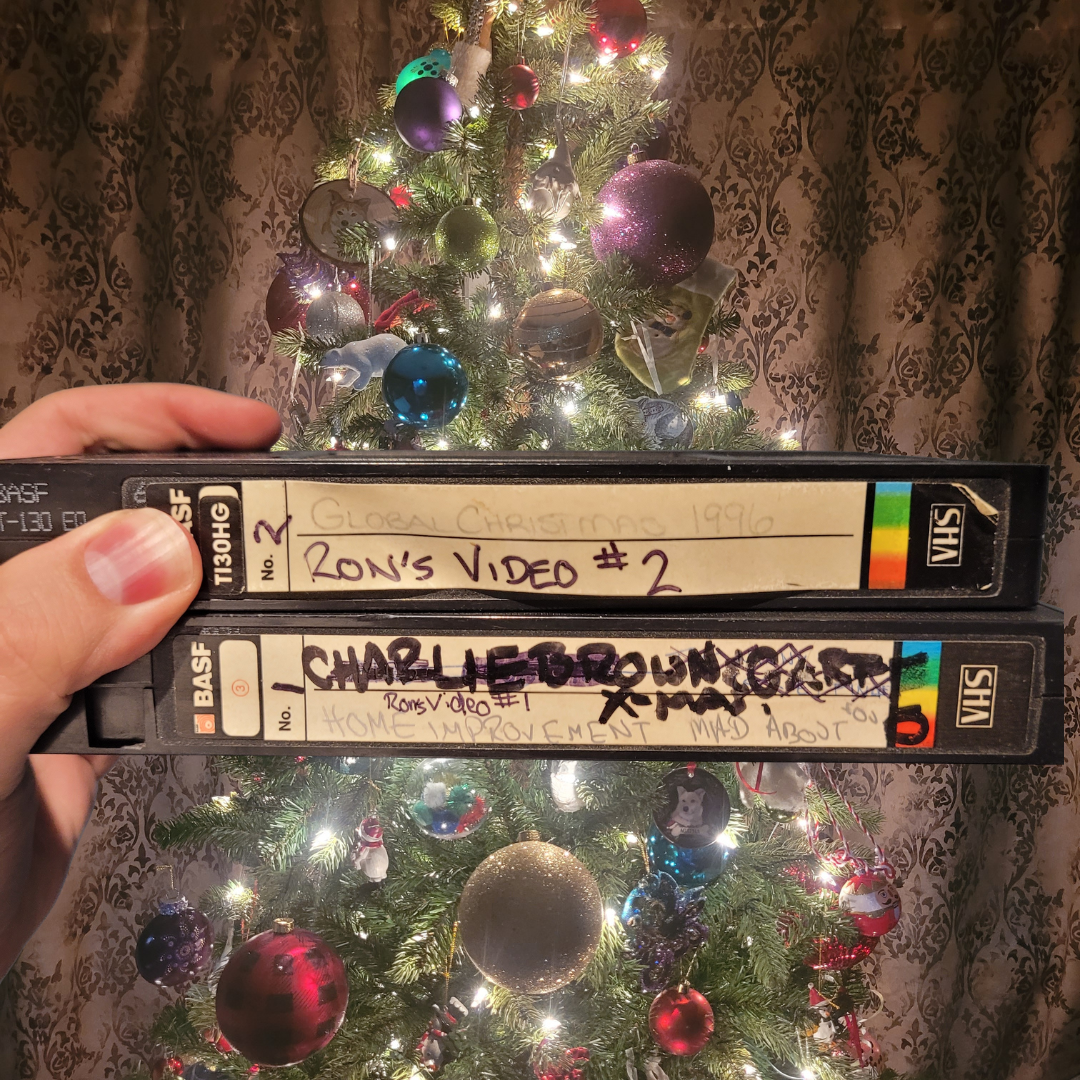 BASF
T-130 EQ
BASF
T130HG
No. 2
GLOBAL CHRISTMAS 1996
RON'S VIDEO #2
VHS
BASF
3
No. 1
CHARLIE BROWN
X-MAS!
Ron's Video #1
HOME IMPROVEMENT MAD ABOUT YOU
VHS